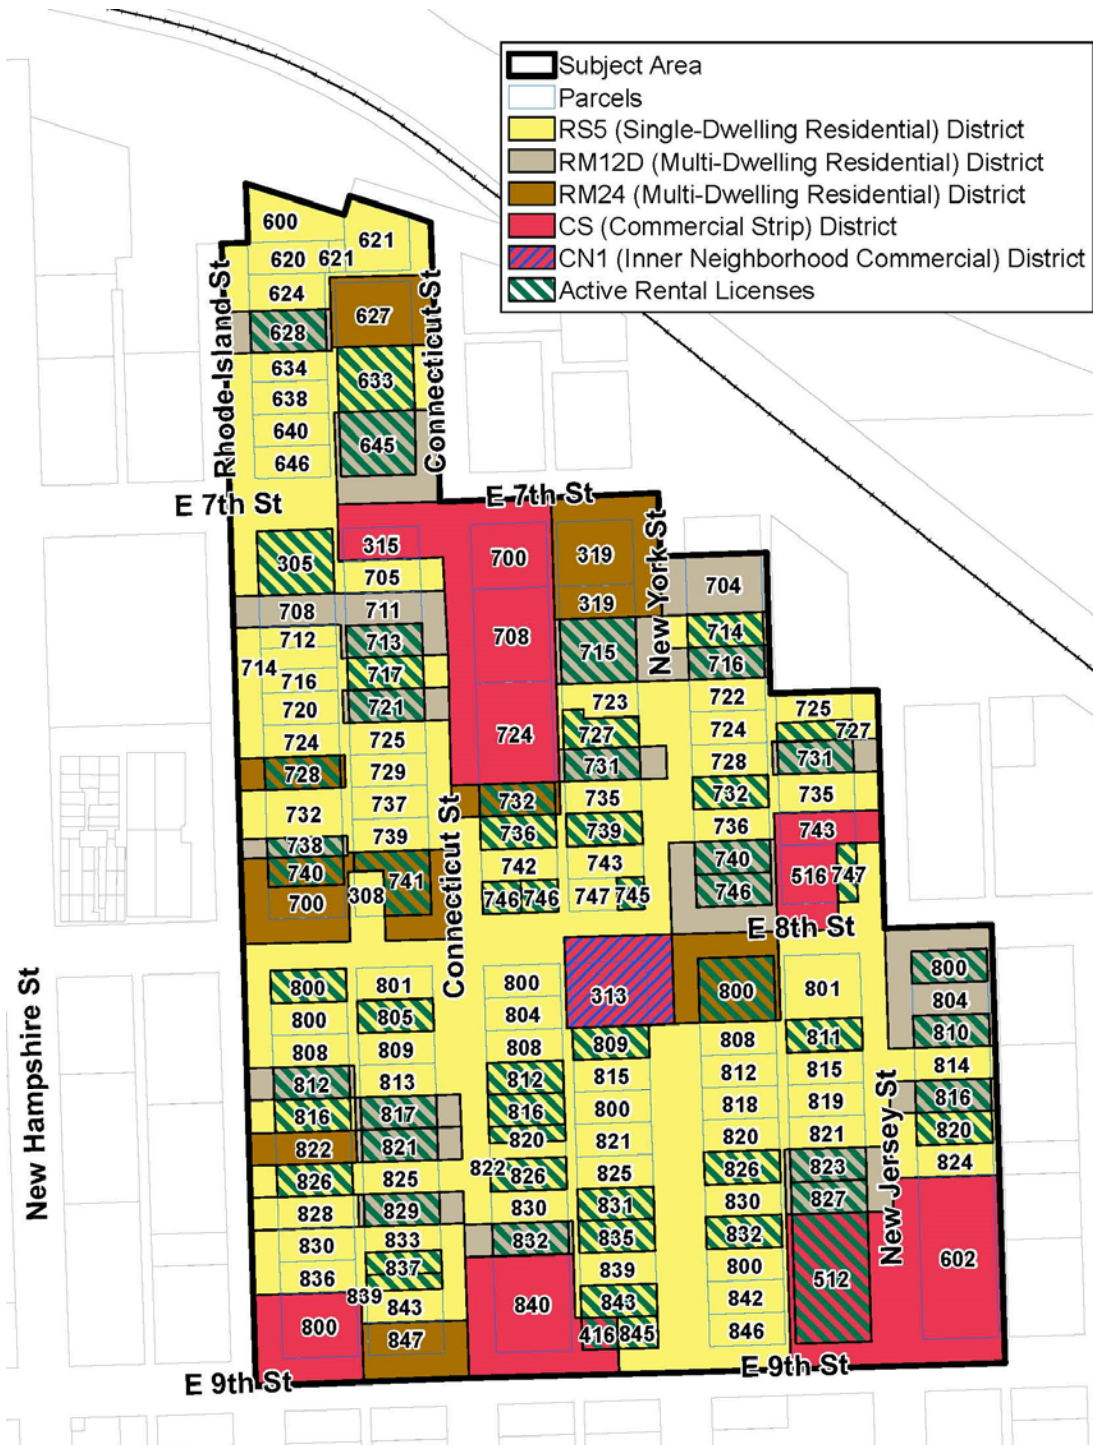 Subject Area
Parcels
RS5 (Single-Dwelling Residential) District
RM12D (Multi-Dwelling Residential) District
RM24 (Multi-Dwelling Residential) District
CS (Commercial Strip) District
CN1 (Inner Neighborhood Commercial) District
Active Rental Licenses
600
621
620 621
624
627
628
634 633
638
640 645
646
Rhode Island St
Connecticut St
E 7th St
E 7th St
New York St
315 700 319
305 705 704
708 711 319
712 713 708 714
714 715 716
716 717
720 721 723 722 725
724 725 724 727 724 727
728 729 731 728 731
732 737 732 735 732 735
738 739 736 739 736 743
740 741 742 743 740 516 747
700 308 746 746 747 745 746
Connecticut St
E 8th St
New Hampshire St
800 801 800 313 800 801 800
800 805 804 804
808 809 808 809 808 811 810
812 813 812 815 812 815 814
816 817 816 800 818 819 816
822 821 820 821 820 821 820
826 825 822 826 825 826 823 824
828 829 830 831 830 827
830 833 832 835 832
836 837 839 800 512 602
839 843 840 843 842
800 847 416 845 846
New Jersey St
E 9th St
E 9th St